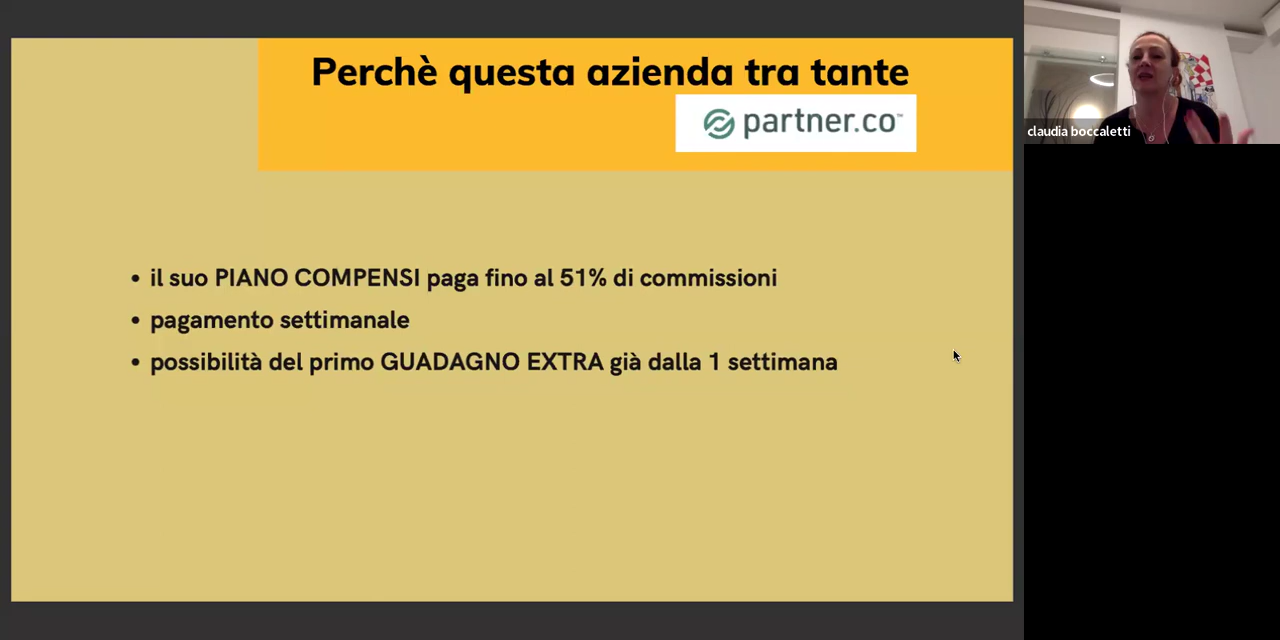 Perchè questa azienda tra tante
partner.co™
• il suo PIANO COMPENSI paga fino al 51% di commissioni
• pagamento settimanale
• possibilità del primo GUADAGNO EXTRA già dalla 1 settimana
claudia boccaletti